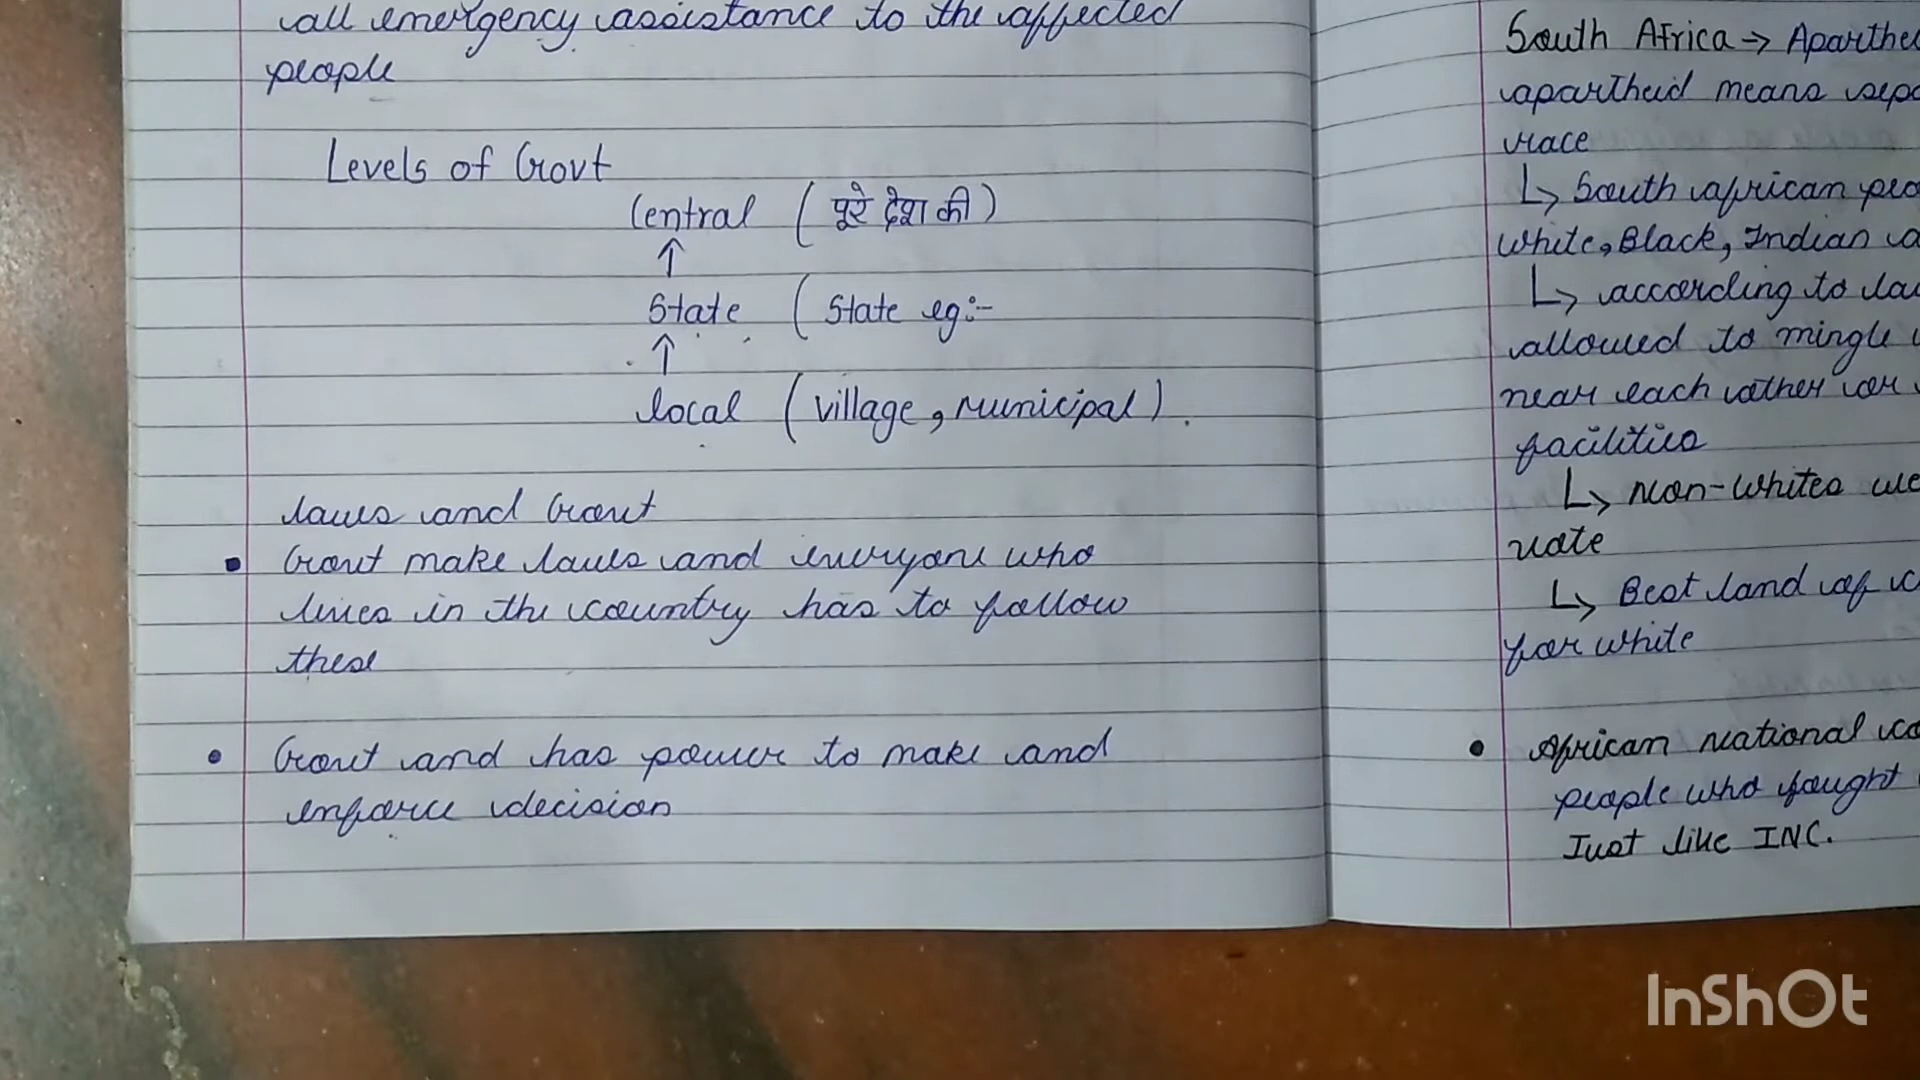 all emergency assistance to the affected
people
Levels of Govt
Central (पूरे देश की)
↑
State (State eg:-
↑
local (village, municipal).
laws and Govt
• Govt make laws and everyone who
lives in the country has to follow
these
• Govt and has power to make and
enforce decision
South Africa → Aparthe
apartheid means sepa
race
↳ South african peo
White, Black, Indian
↳ according to la
allowed to mingle
near each other or
facilities
↳ Non-whites we
vote
↳ Best land of
for white
• African national co
people who fought
Just like INC.
InShOt